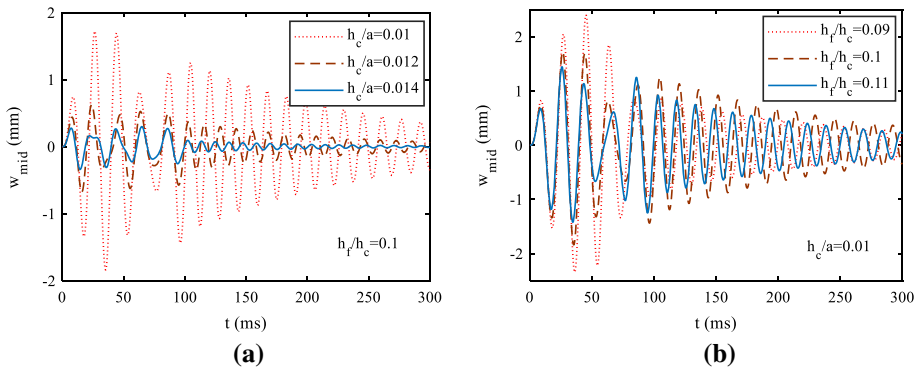 2
1
0
-1
-2
w_mid (mm)
h_c/a=0.01
h_c/a=0.012
h_c/a=0.014
h_f/h_c=0.1
0 50 100 150 200 250 300
t (ms)
(a)
2
1
0
-1
-2
w_mid (mm)
h_f/h_c=0.09
h_f/h_c=0.1
h_f/h_c=0.11
h_c/a=0.01
0 50 100 150 200 250 300
t (ms)
(b)